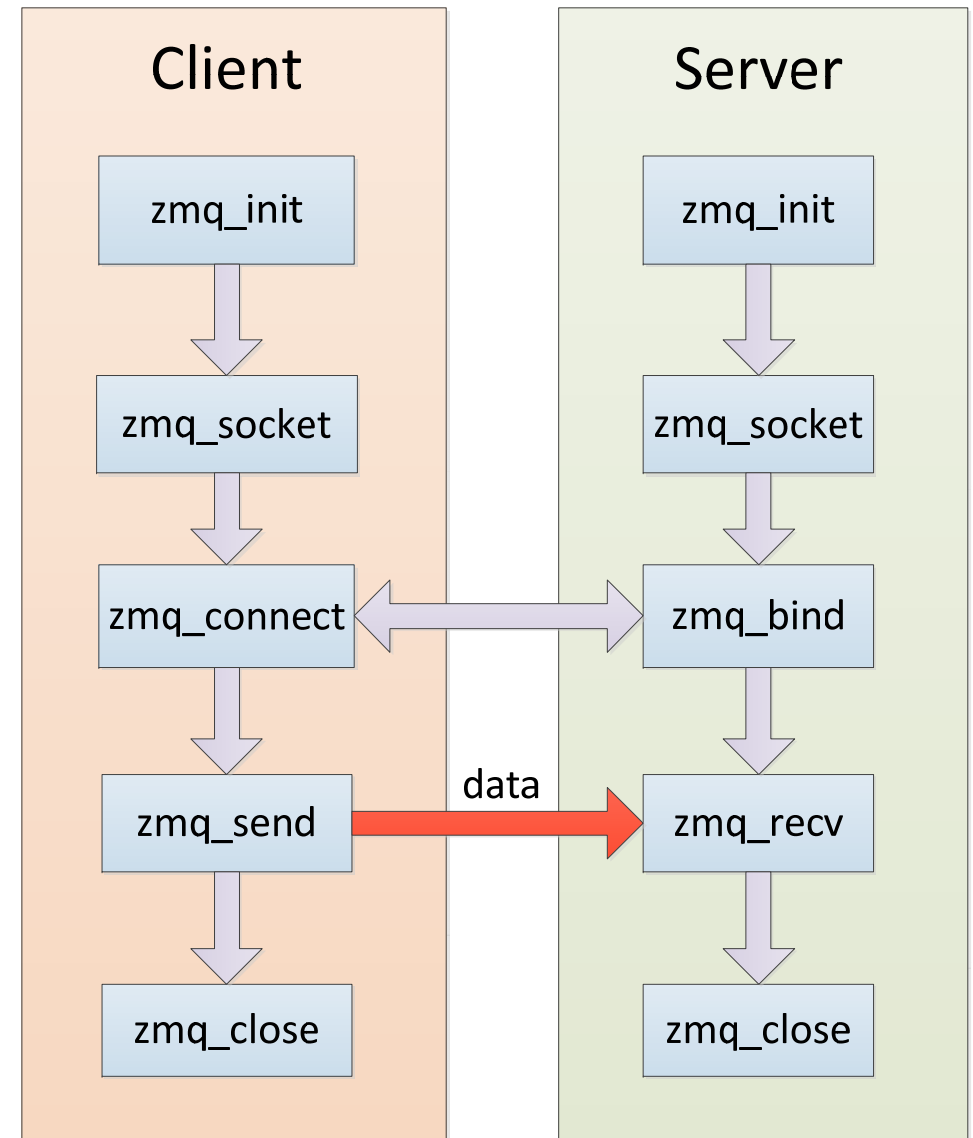 Client
Server
zmq_init
zmq_init
zmq_socket
zmq_socket
zmq_connect
zmq_bind
data
zmq_send
zmq_recv
zmq_close
zmq_close